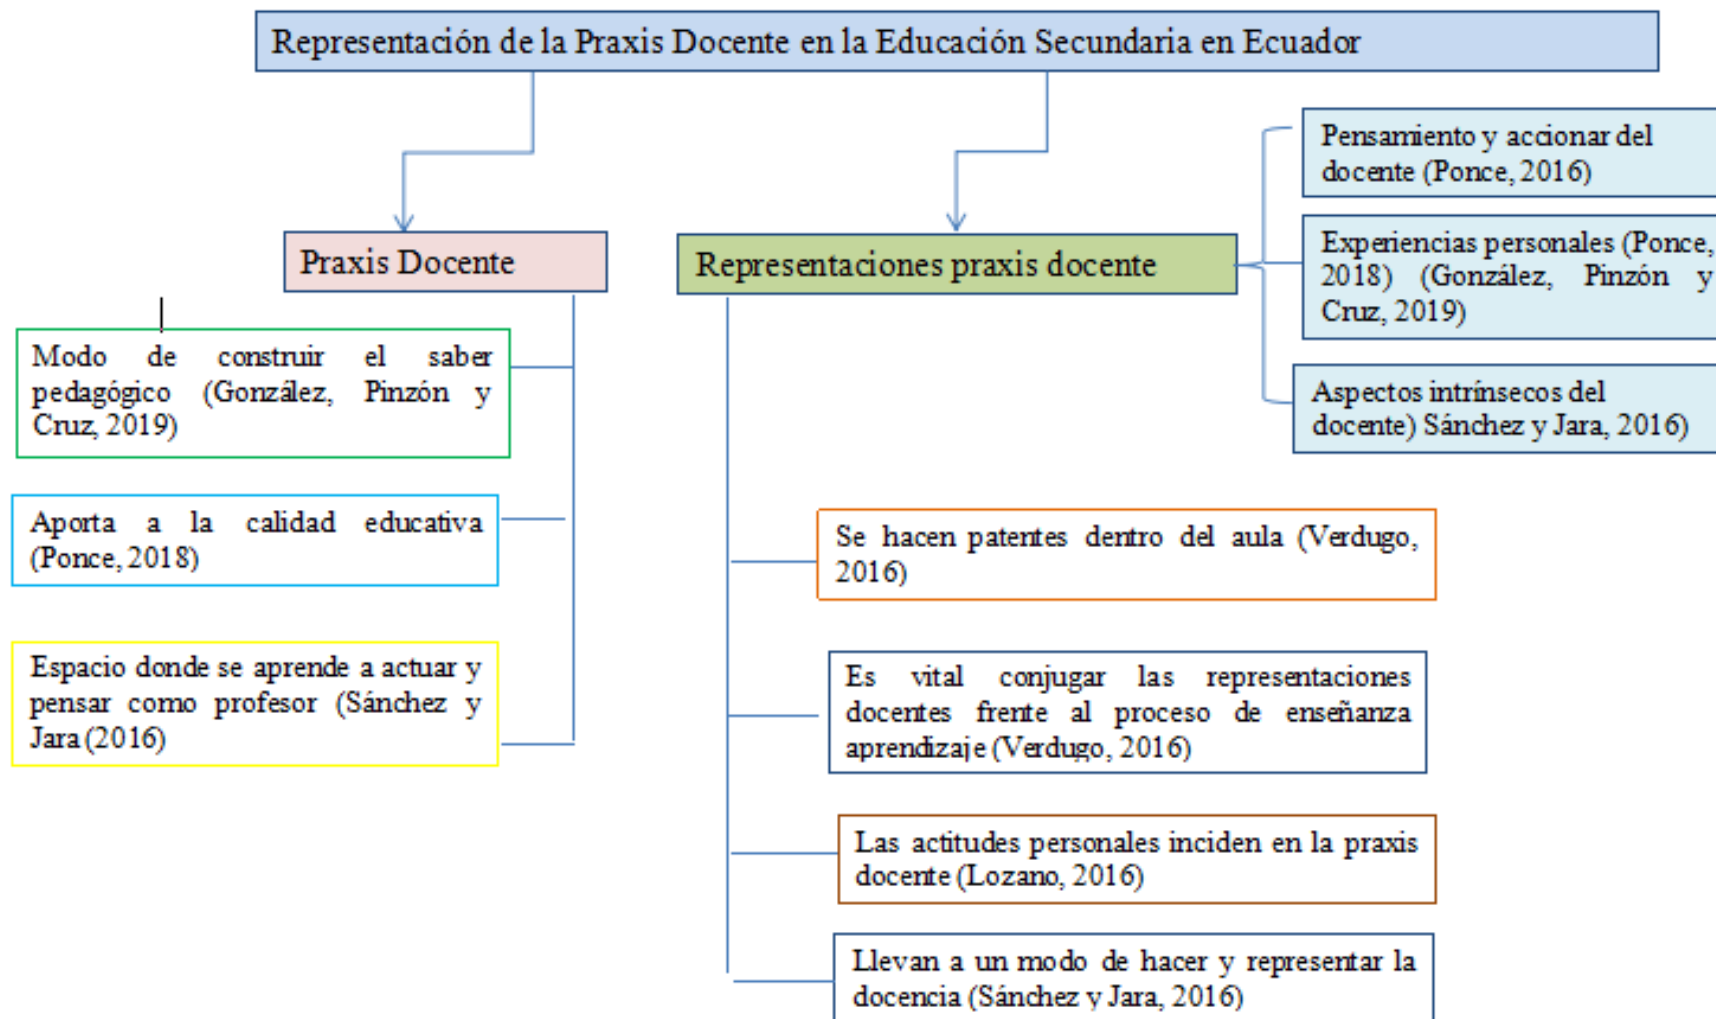 Representación de la Praxis Docente en la Educación Secundaria en Ecuador
Praxis Docente
Modo de construir el saber
pedagógico (González, Pinzón y
Cruz, 2019)
Aporta a la calidad educativa
(Ponce, 2018)
Espacio donde se aprende a actuar y
pensar como profesor (Sánchez y
Jara (2016)
Representaciones praxis docente
Pensamiento y accionar del
docente (Ponce, 2016)
Experiencias personales (Ponce,
2018) (González, Pinzón y
Cruz, 2019)
Aspectos intrínsecos del
docente) Sánchez y Jara, 2016)
Se hacen patentes dentro del aula (Verdugo,
2016)
Es vital conjugar las representaciones
docentes frente al proceso de enseñanza
aprendizaje (Verdugo, 2016)
Las actitudes personales inciden en la praxis
docente (Lozano, 2016)
Llevan a un modo de hacer y representar la
docencia (Sánchez y Jara, 2016)